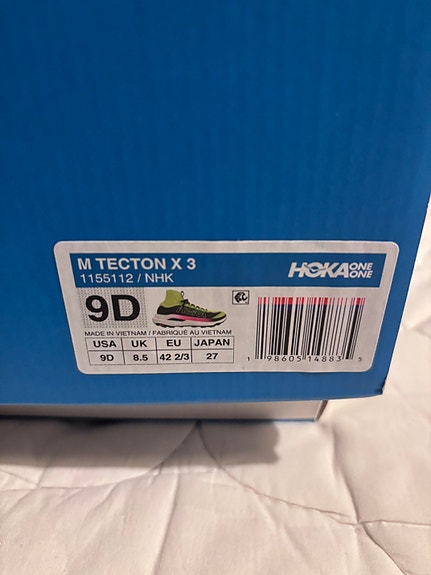 M TECTON X 3
1155112 / NHK
HOKA ONE ONE
9D
MADE IN VIETNAM / FABRIQUÉ AU VIETNAM
USA UK EU JAPAN
9D 8.5 42 2/3 27
1 98605 14883 5